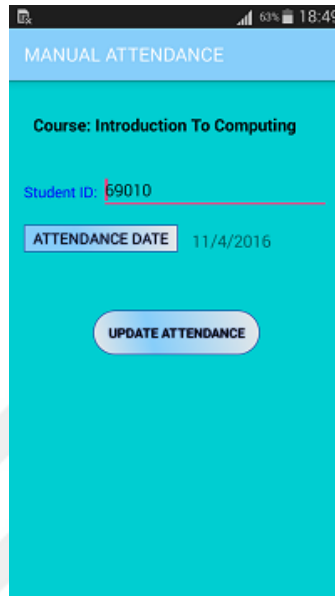 63% 18:49
MANUAL ATTENDANCE
Course: Introduction To Computing
Student ID: 69010
ATTENDANCE DATE 11/4/2016
UPDATE ATTENDANCE